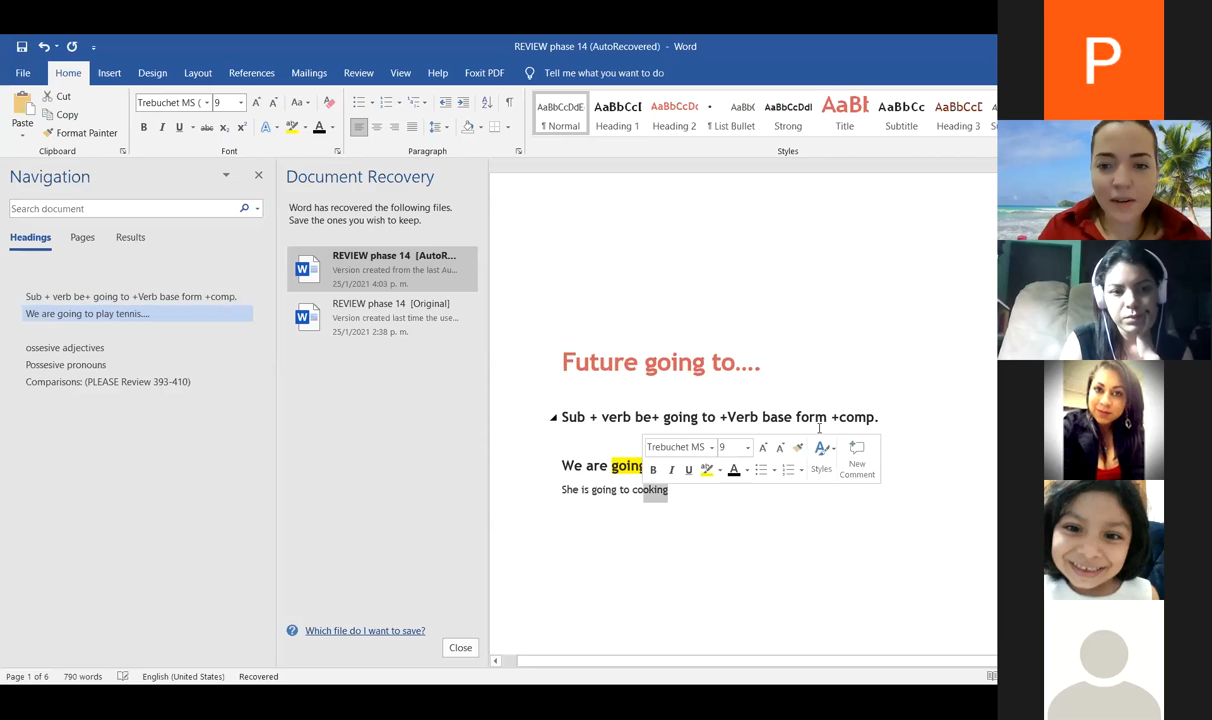 REVIEW phase 14 (AutoRecovered) - Word
File Home Insert Design Layout References Mailings Review View Help Foxit PDF Tell me what you want to do
Paste
Cut
Copy
Format Painter
Clipboard
Trebuchet MS ( 9
Font
Paragraph
AaBbCcDdE AaBbCcI AaBbCcDc AaBbC AaBbCcDdI AaBb AaBbCc AaBbCc
¶ Normal Heading 1 Heading 2 ¶ List Bullet Strong Title Subtitle Heading 3
Styles
Navigation
Search document
Headings Pages Results
Sub + verb be+ going to +Verb base form +comp.
We are going to play tennis....
ossesive adjectives
Possesive pronouns
Comparisons: (PLEASE Review 393-410)
Document Recovery
Word has recovered the following files.
Save the ones you wish to keep.
REVIEW phase 14 [AutoR...
Version created from the last Au...
25/1/2021 4:03 p. m.
REVIEW phase 14 [Original]
Version created last time the use...
25/1/2021 2:38 p. m.
Which file do I want to save?
Close
Future going to....
Sub + verb be+ going to +Verb base form +comp.
Trebuchet MS 9
Styles
New
Comment
We are going
She is going to cooking
Page 1 of 6 790 words English (United States) Recovered
P